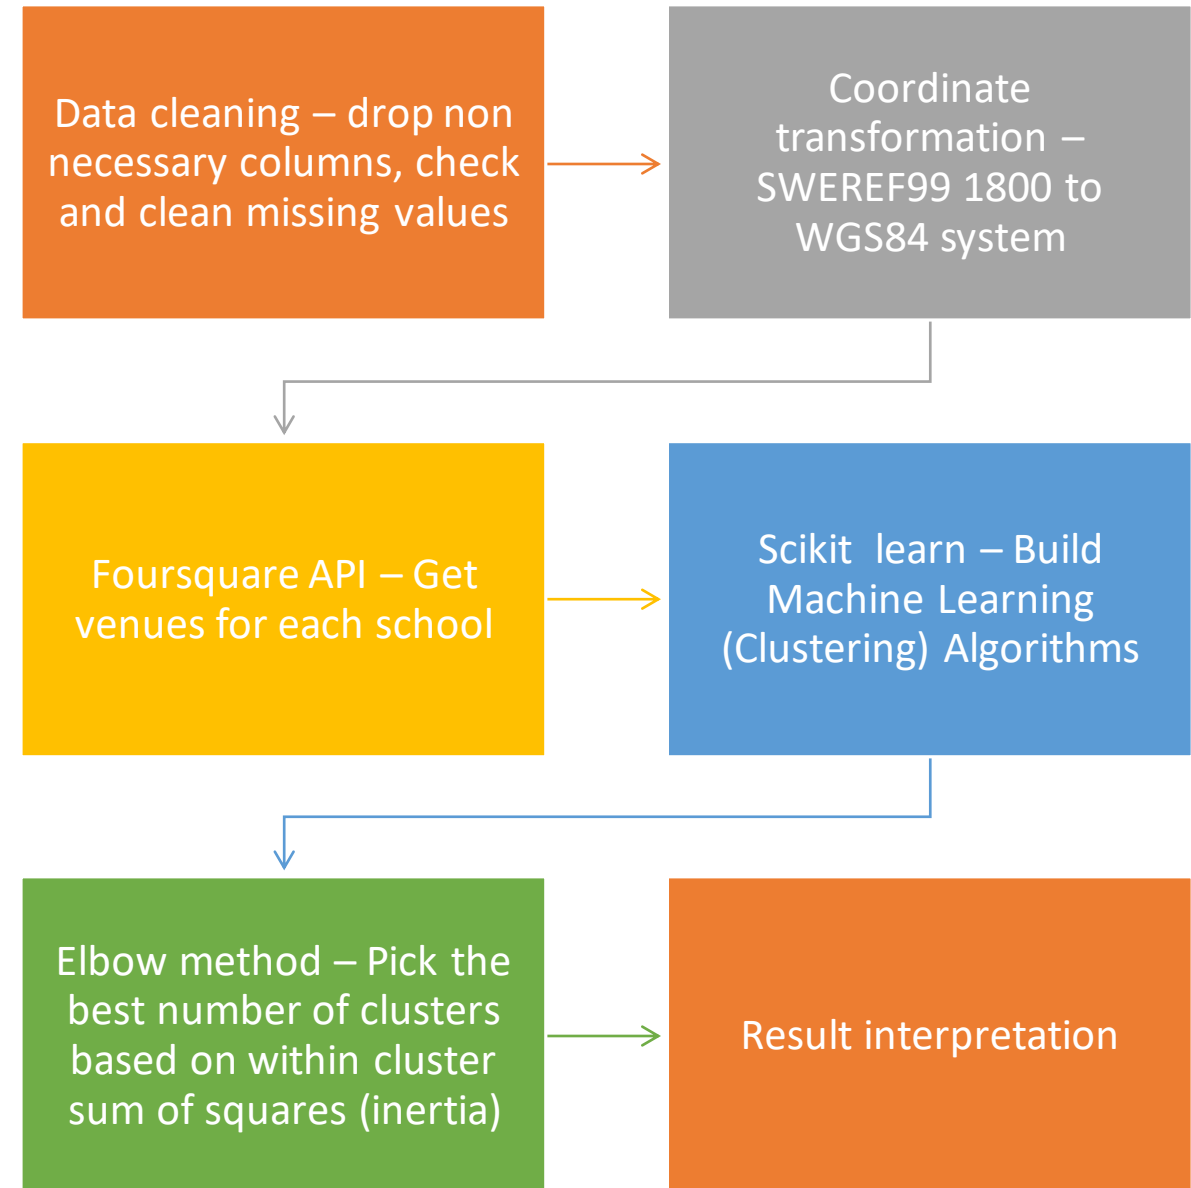 Data cleaning – drop non
necessary columns, check
and clean missing values
Coordinate
transformation –
SWEREF99 1800 to
WGS84 system
Foursquare API – Get
venues for each school
Scikit learn – Build
Machine Learning
(Clustering) Algorithms
Elbow method – Pick the
best number of clusters
based on within cluster
sum of squares (inertia)
Result interpretation